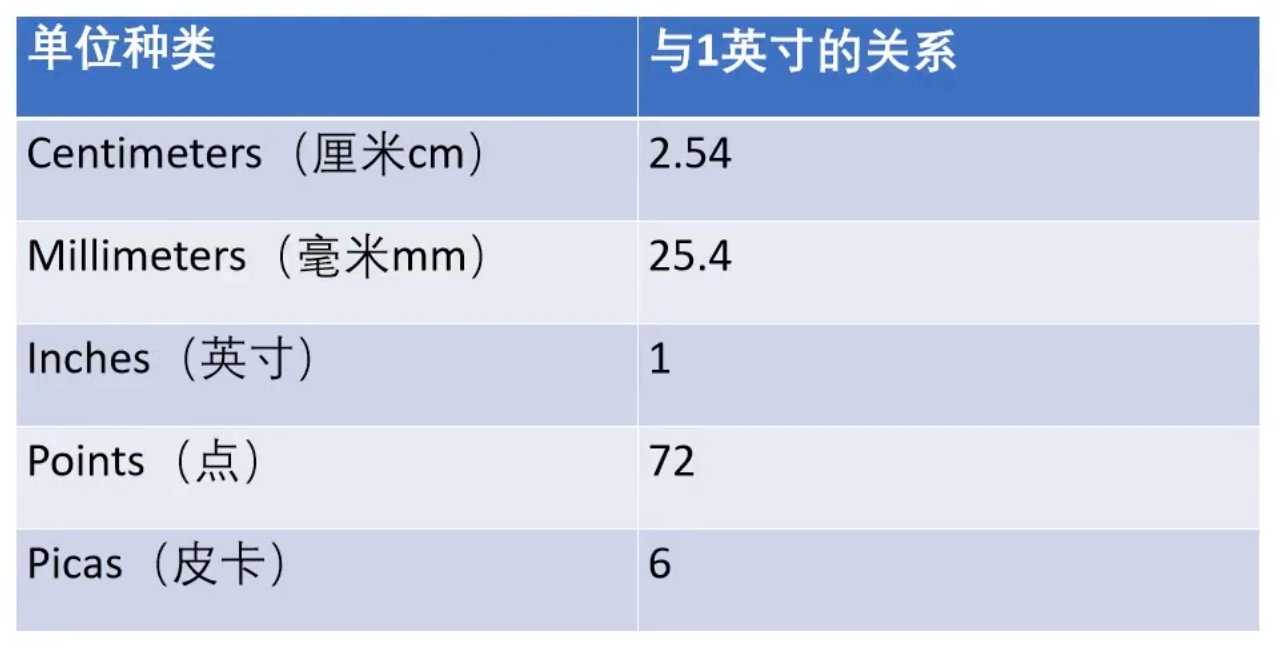 单位种类 与1英寸的关系
Centimeters（厘米cm） 2.54
Millimeters（毫米mm） 25.4
Inches（英寸） 1
Points（点） 72
Picas（皮卡） 6